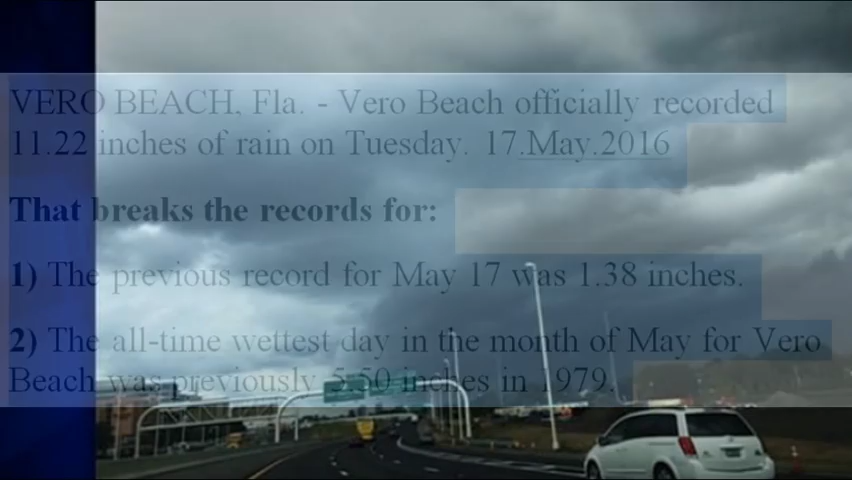 VERO BEACH, Fla. - Vero Beach officially recorded
11.22 inches of rain on Tuesday. 17.May.2016
That breaks the records for:
1) The previous record for May 17 was 1.38 inches.
2) The all-time wettest day in the month of May for Vero
Beach was previously 5.50 inches in 1979.